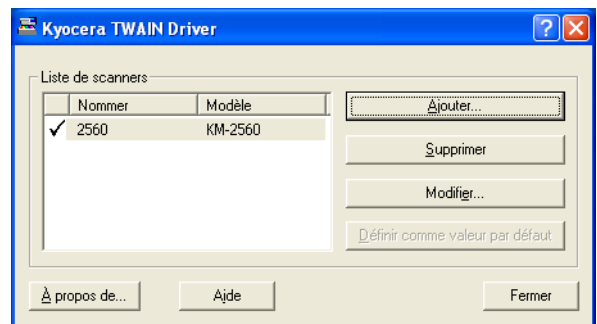 Kyocera TWAIN Driver
Liste de scanners
Nommer Modèle
2560 KM-2560
Ajouter...
Supprimer
Modifier...
Définir comme valeur par défaut
À propos de... Aide Fermer